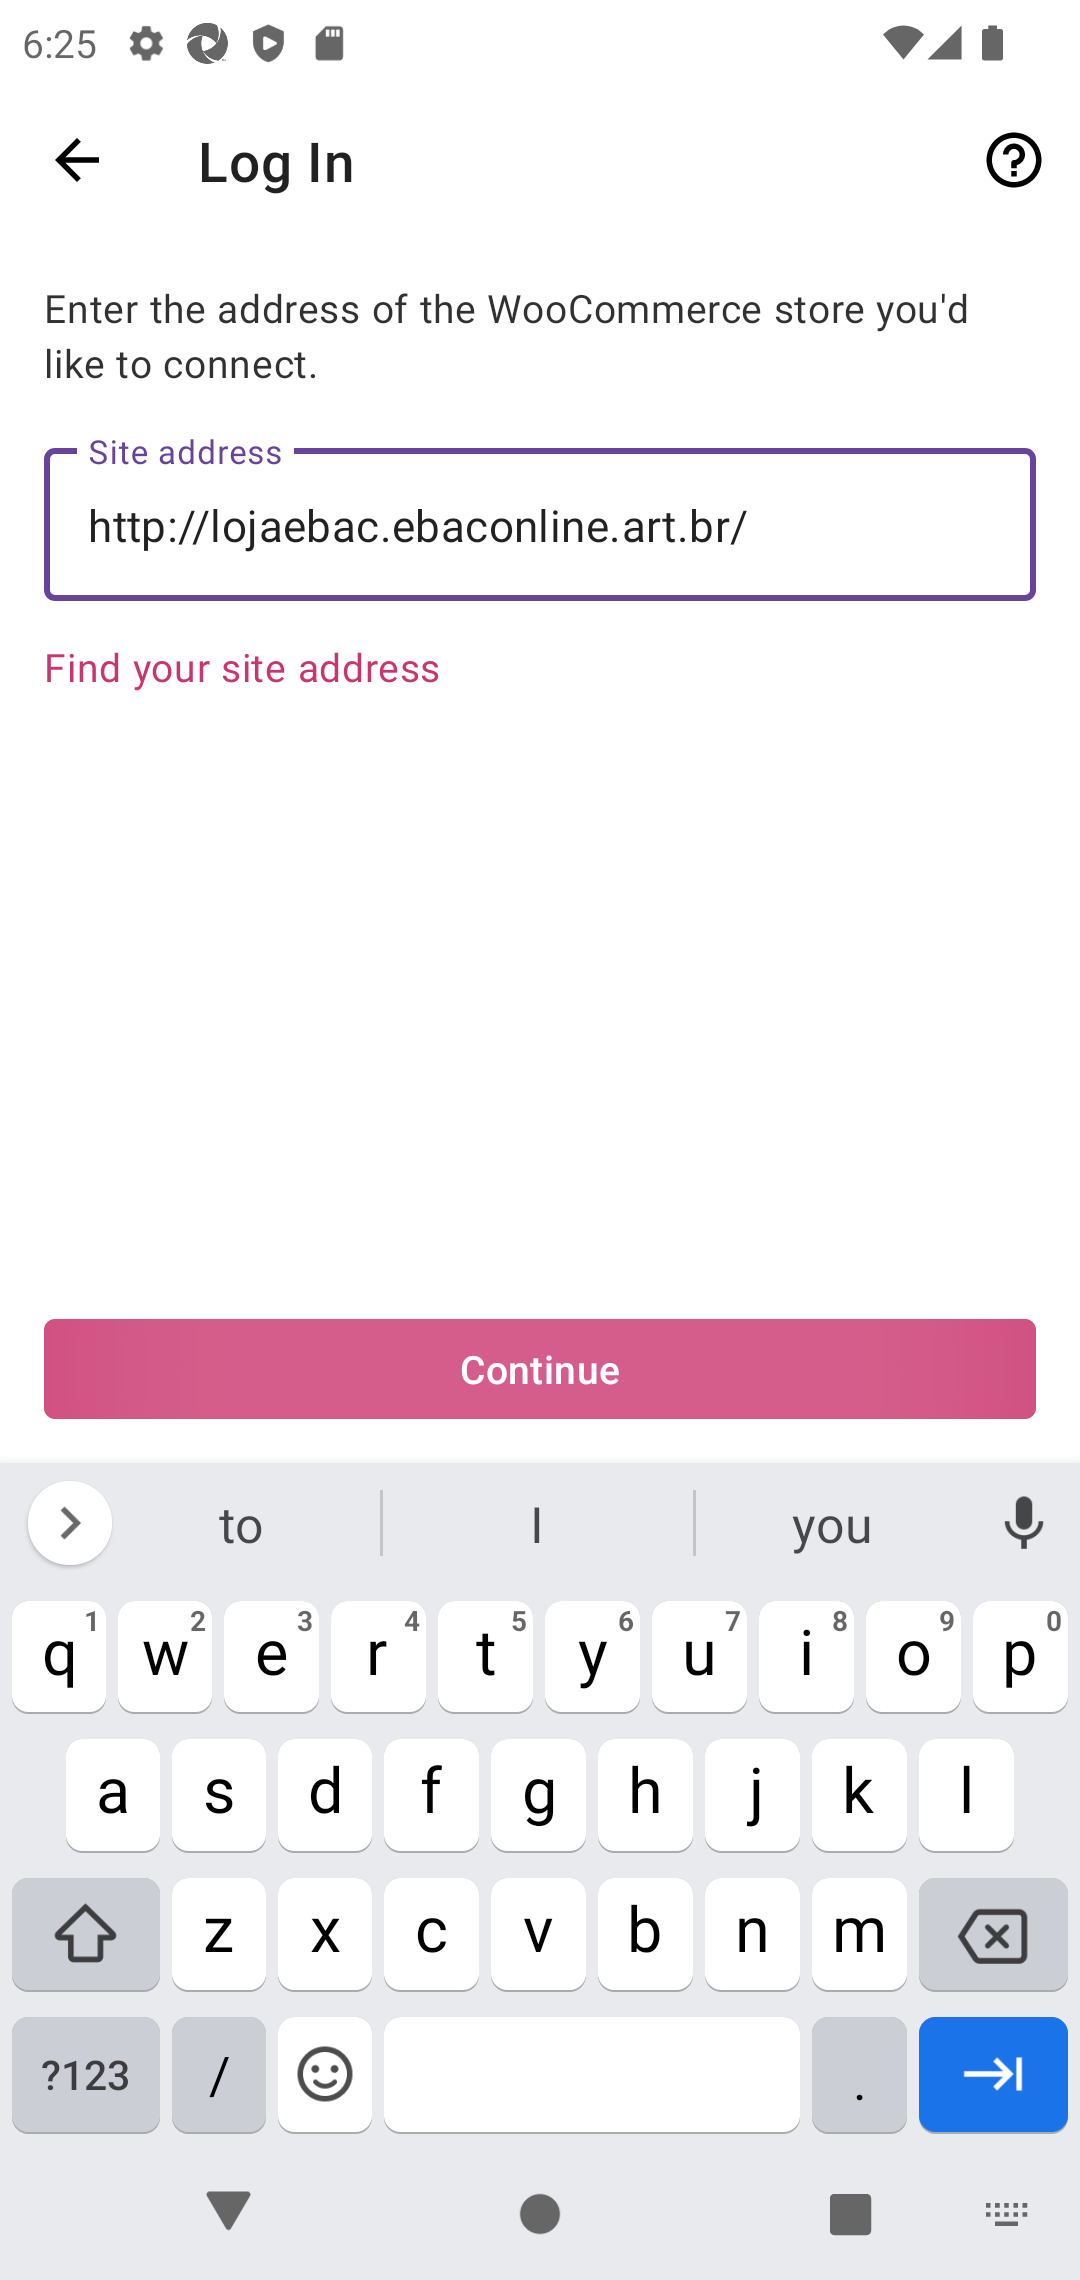 6:25
Log In
Enter the address of the WooCommerce store you'd
like to connect.
Site address
http://lojaebac.ebaconline.art.br/
Find your site address
Continue
to I you
q 1 w 2 e 3 r 4 t 5 y 6 u 7 i 8 o 9 p 0
a s d f g h j k l
z x c v b n m
?123 / .